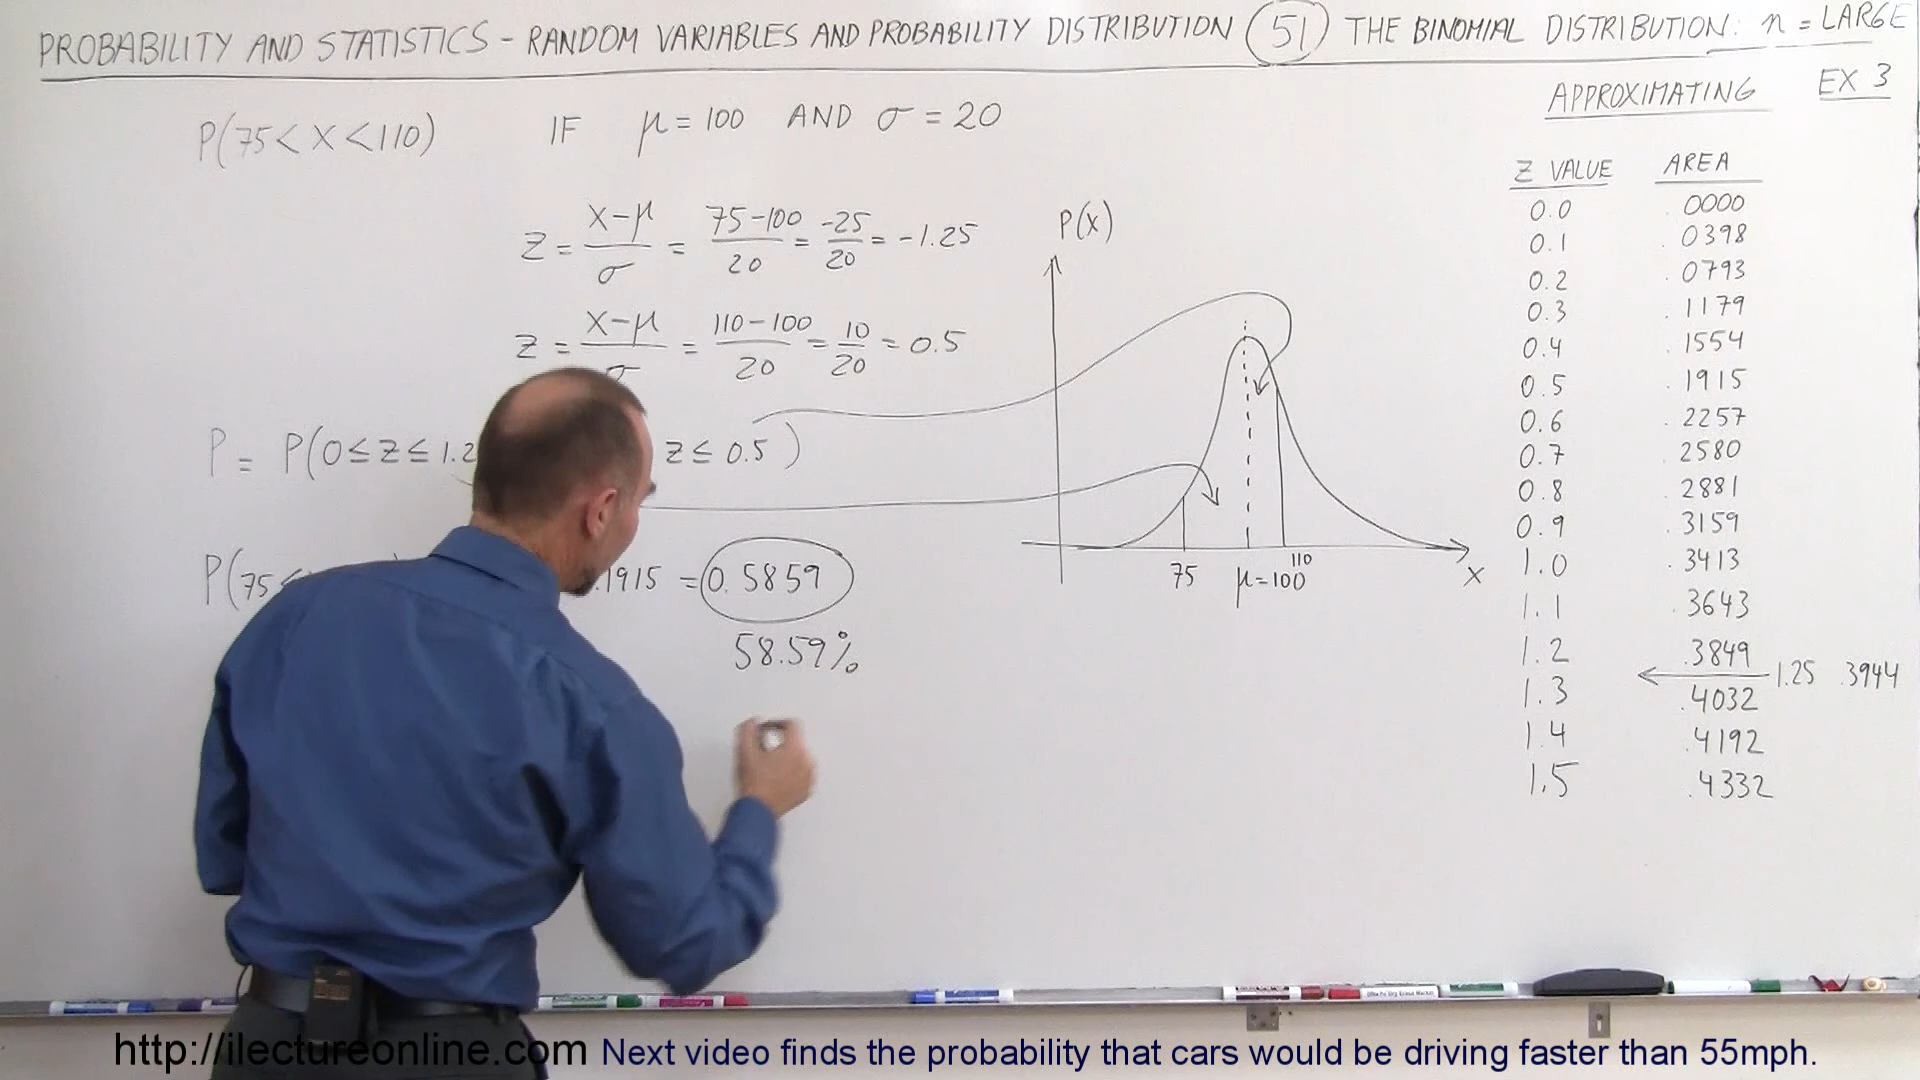 PROBABILITY AND STATISTICS - RANDOM VARIABLES AND PROBABILITY DISTRIBUTION (51) THE BINOMIAL DISTRIBUTION: n = LARGE
APPROXIMATING EX 3
P(75 < X < 110) IF μ = 100 AND σ = 20
Z = (X-μ)/σ = (75-100)/20 = -25/20 = -1.25
Z = (X-μ)/σ = (110-100)/20 = 10/20 = 0.5
P = P(0 ≤ Z ≤ 1.2 Z ≤ 0.5)
P(75 < .1915 = 0.5859
58.59%
P(X)
75 μ=100 110 X
Z VALUE AREA
0.0 .0000
0.1 .0398
0.2 .0793
0.3 .1179
0.4 .1554
0.5 .1915
0.6 .2257
0.7 .2580
0.8 .2881
0.9 .3159
1.0 .3413
1.1 .3643
1.2 .3849
1.25 .3944
1.3 .4032
1.4 .4192
1.5 .4332
http://ilectureonline.com Next video finds the probability that cars would be driving faster than 55mph.